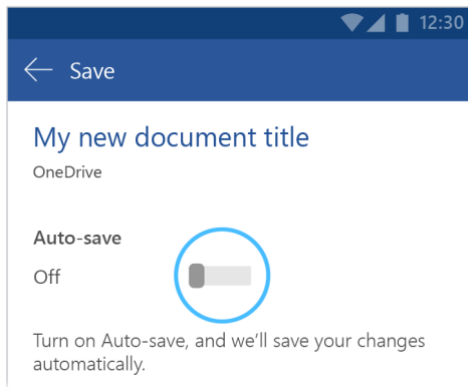 12:30
Save
My new document title
OneDrive
Auto-save
Off
Turn on Auto-save, and we'll save your changes
automatically.